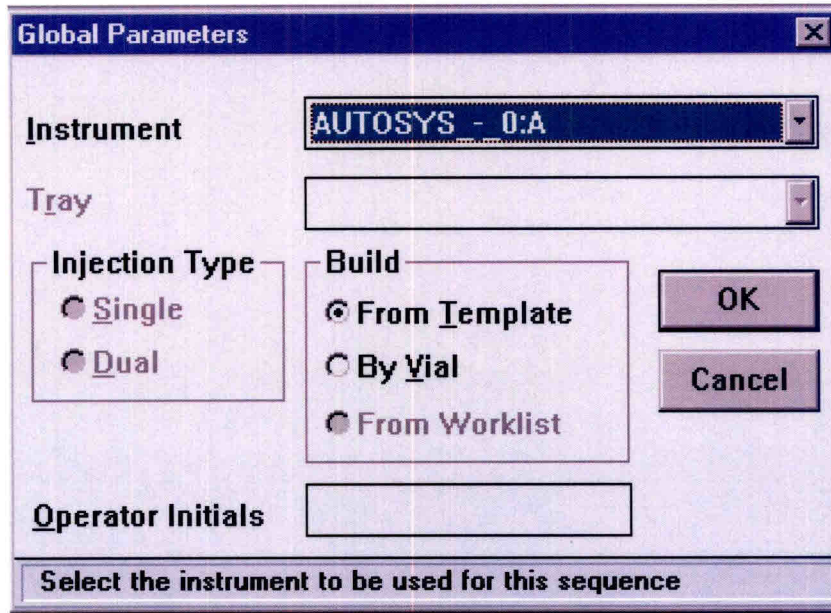 Global Parameters
Instrument
AUTOSYS_-_0:A
Tray
Injection Type
Single
Dual
Build
From Template
By Vial
From Worklist
OK
Cancel
Operator Initials
Select the instrument to be used for this sequence